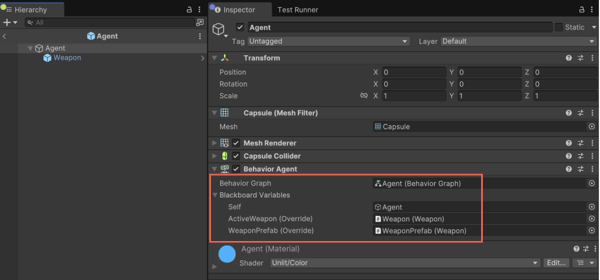 Hierarchy
All
Agent
Agent
Weapon
Inspector
Test Runner
Agent
Static
Tag Untagged Layer Default
Transform
Position X 0 Y 0 Z 0
Rotation X 0 Y 0 Z 0
Scale X 1 Y 1 Z 1
Capsule (Mesh Filter)
Mesh Capsule
Mesh Renderer
Capsule Collider
Behavior Agent
Behavior Graph Agent (Behavior Graph)
Blackboard Variables
Self Agent
ActiveWeapon (Override) Weapon (Weapon)
WeaponPrefab (Override) WeaponPrefab (Weapon)
Agent (Material)
Shader Unlit/Color Edit...